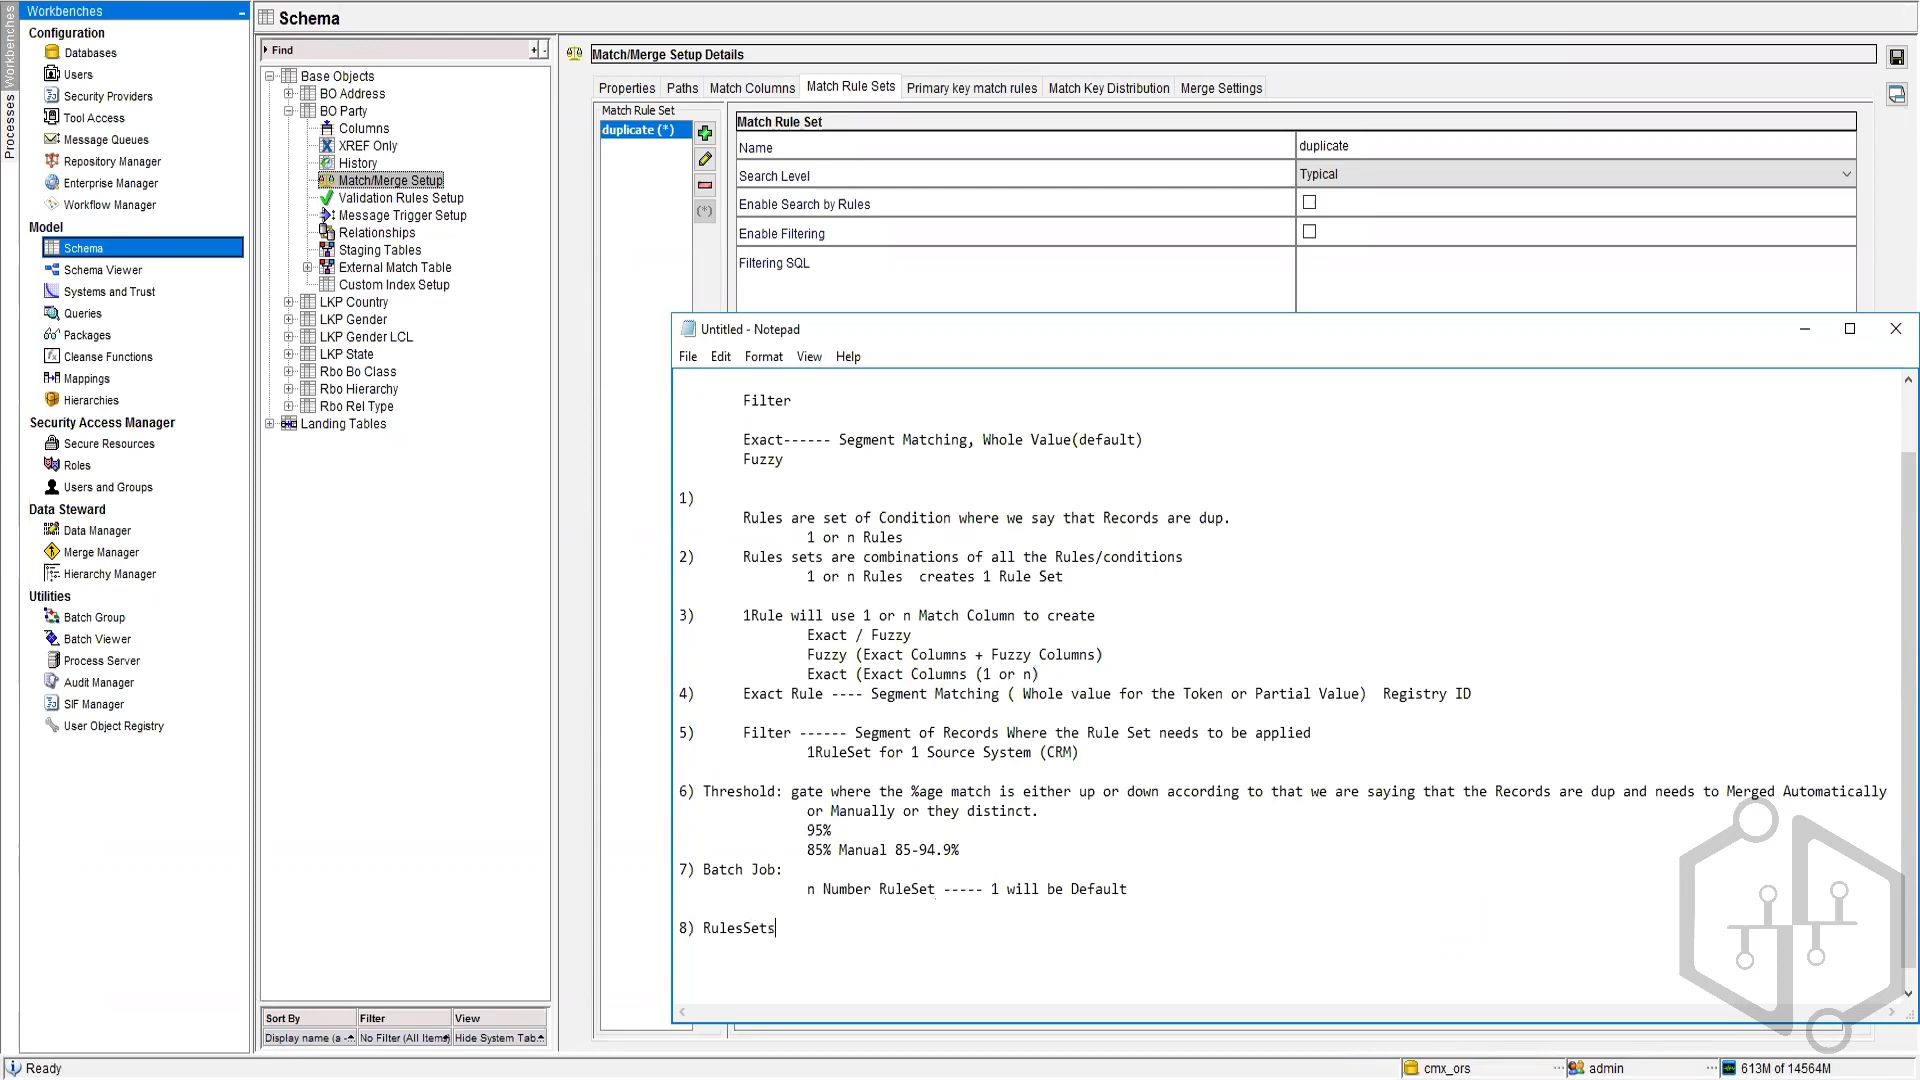 Workbenches
Processes
Workbenches
Configuration
Databases
Users
Security Providers
Tool Access
Message Queues
Repository Manager
Enterprise Manager
Workflow Manager
Model
Schema
Schema Viewer
Systems and Trust
Queries
Packages
Cleanse Functions
Mappings
Hierarchies
Security Access Manager
Secure Resources
Roles
Users and Groups
Data Steward
Data Manager
Merge Manager
Hierarchy Manager
Utilities
Batch Group
Batch Viewer
Process Server
Audit Manager
SIF Manager
User Object Registry
Schema
Find
Base Objects
BO Address
BO Party
Columns
XREF Only
History
Match/Merge Setup
Validation Rules Setup
Message Trigger Setup
Relationships
Staging Tables
External Match Table
Custom Index Setup
LKP Country
LKP Gender
LKP Gender LCL
LKP State
Rbo Bo Class
Rbo Hierarchy
Rbo Rel Type
Landing Tables
Sort By Filter View
Display name (a - No Filter (All Items) Hide System Tab..
Match/Merge Setup Details
Properties Paths Match Columns Match Rule Sets Primary key match rules Match Key Distribution Merge Settings
Match Rule Set
duplicate (*)
(*)
Match Rule Set
Name duplicate
Search Level Typical
Enable Search by Rules
Enable Filtering
Filtering SQL
Untitled - Notepad
File Edit Format View Help
Filter
Exact------ Segment Matching, Whole Value(default)
Fuzzy
1)
Rules are set of Condition where we say that Records are dup.
1 or n Rules
2) Rules sets are combinations of all the Rules/conditions
1 or n Rules creates 1 Rule Set
3) 1Rule will use 1 or n Match Column to create
Exact / Fuzzy
Fuzzy (Exact Columns + Fuzzy Columns)
Exact (Exact Columns (1 or n)
4) Exact Rule ---- Segment Matching ( Whole value for the Token or Partial Value) Registry ID
5) Filter ------ Segment of Records Where the Rule Set needs to be applied
1RuleSet for 1 Source System (CRM)
6) Threshold: gate where the %age match is either up or down according to that we are saying that the Records are dup and needs to Merged Automatically
or Manually or they distinct.
95%
85% Manual 85-94.9%
7) Batch Job:
n Number RuleSet ----- 1 will be Default
8) RulesSets
Ready
cmx_ors
admin
613M of 14564M